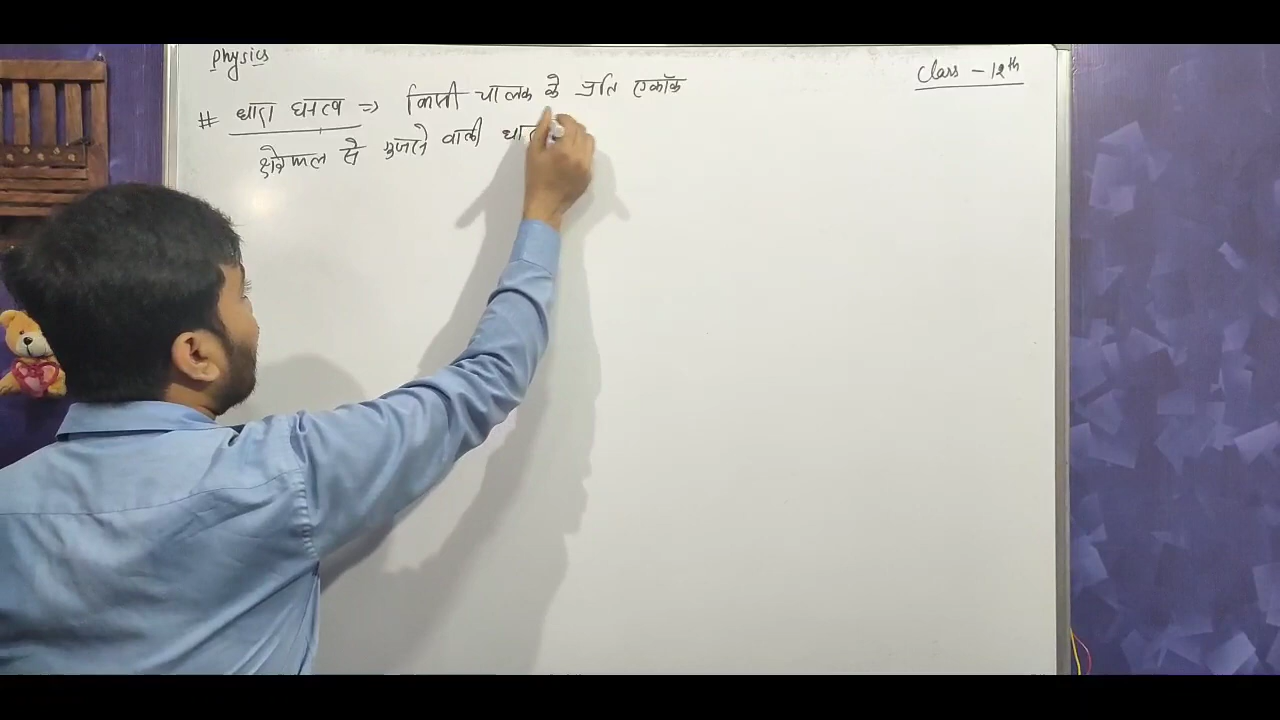 Physics
Class - 12th
# धारा घनत्व => किसी चालक के प्रति एकांक
क्षेत्रफल से गुजरने वाली